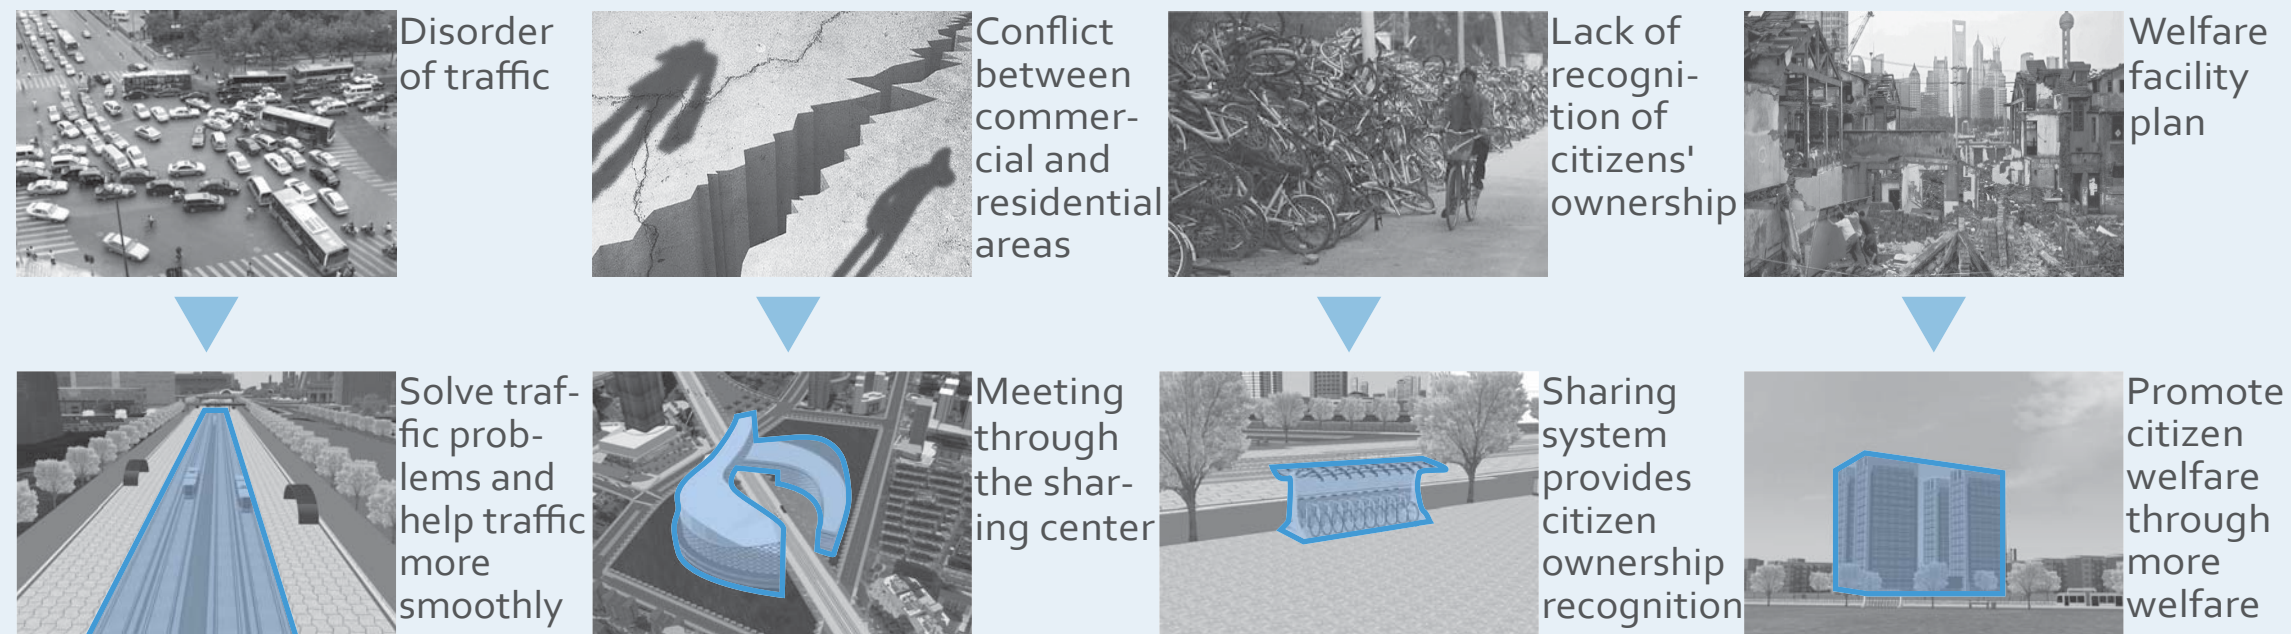 Disorder
of traffic
Conflict
between
commer-
cial and
residential
areas
Lack of
recogni-
tion of
citizens'
ownership
Welfare
facility
plan
Solve traf-
fic prob-
lems and
help traffic
more
smoothly
Meeting
through
the shar-
ing center
Sharing
system
provides
citizen
ownership
recognition
Promote
citizen
welfare
through
more
welfare